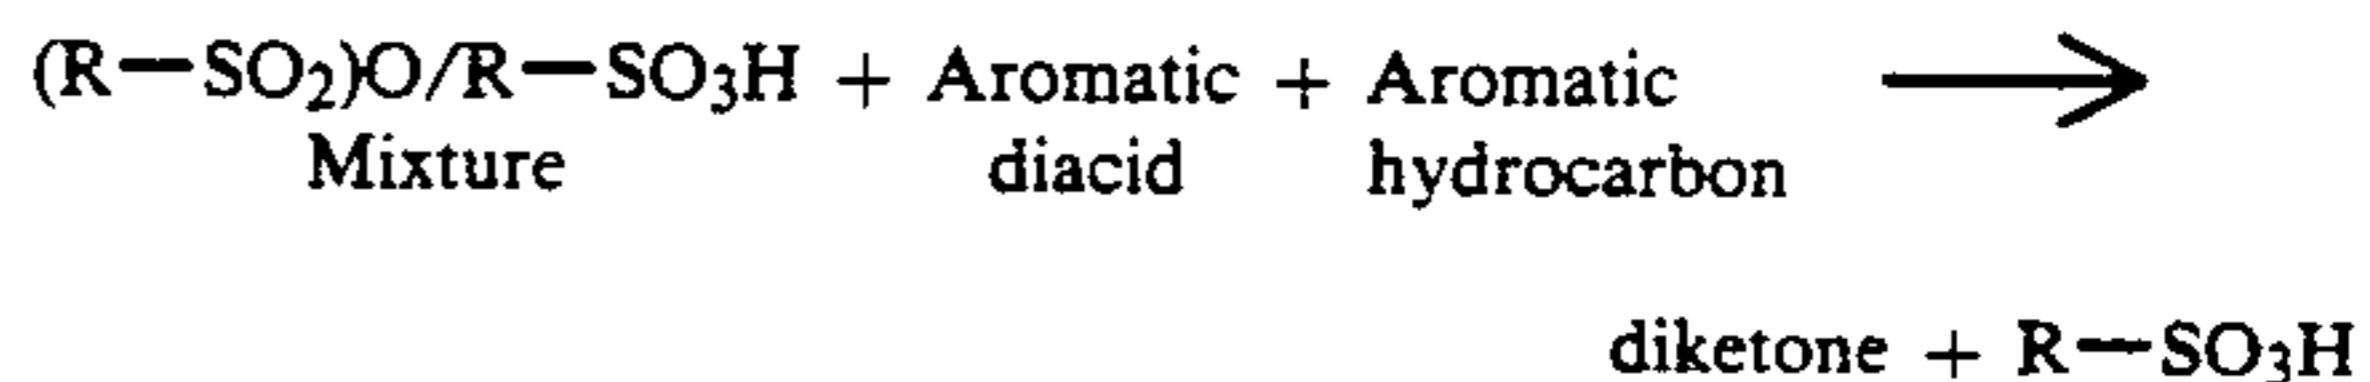 (R—SO₂)O/R—SO₃H + Aromatic + Aromatic ⟶
Mixture diacid hydrocarbon
diketone + R—SO₃H